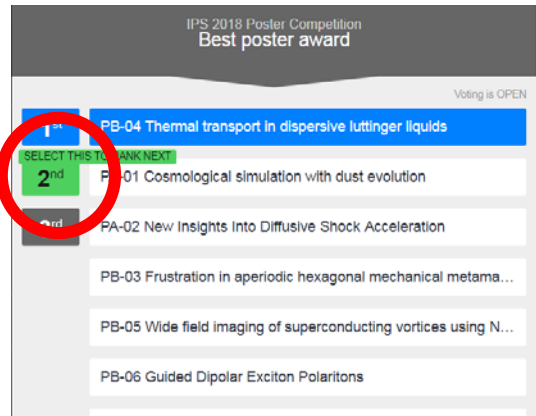 IPS 2018 Poster Competition
Best poster award
Voting is OPEN
1st PB-04 Thermal transport in dispersive luttinger liquids
SELECT THIS TO RANK NEXT
2nd PB-01 Cosmological simulation with dust evolution
3rd PA-02 New Insights Into Diffusive Shock Acceleration
PB-03 Frustration in aperiodic hexagonal mechanical metama...
PB-05 Wide field imaging of superconducting vortices using N...
PB-06 Guided Dipolar Exciton Polaritons